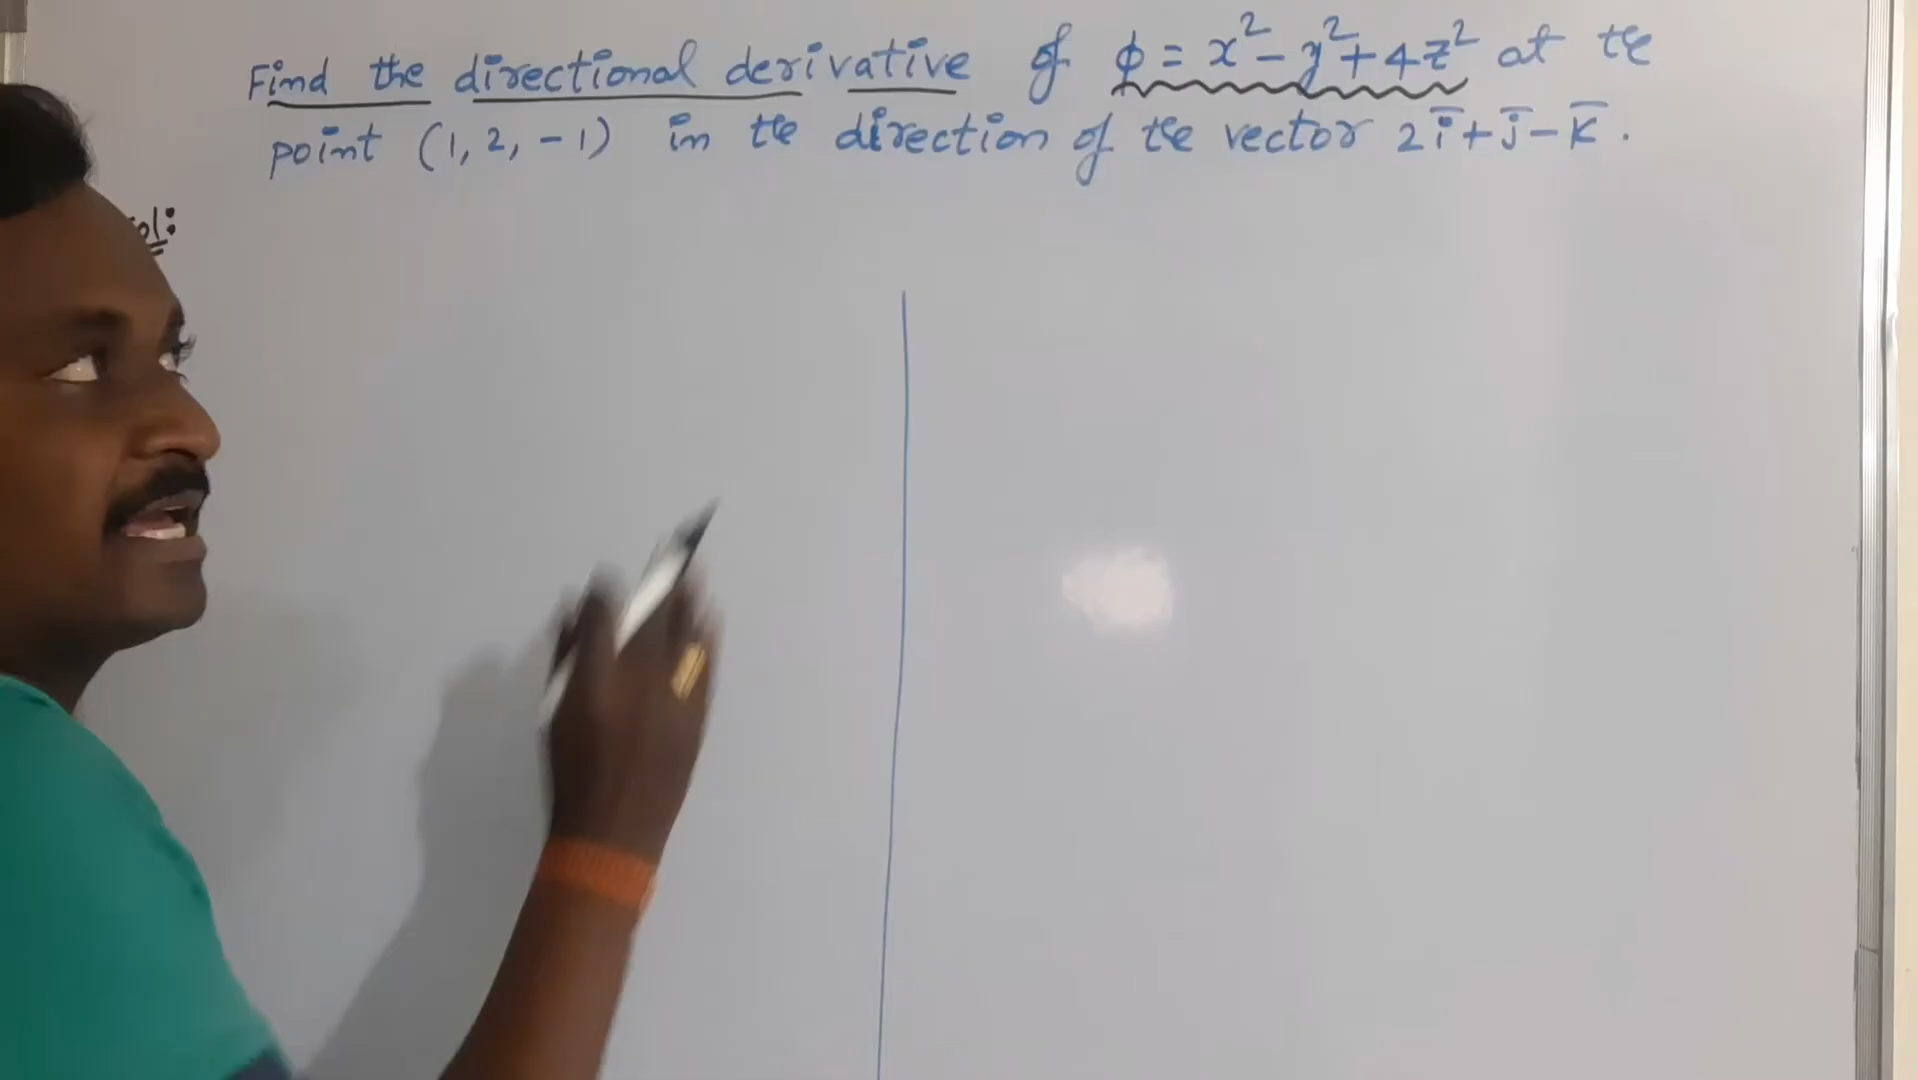 Find the directional derivative of ϕ = x² - y² + 4z² at the
point (1, 2, -1) in the direction of the vector 2i̅ + j̅ - k̅ .
ol: